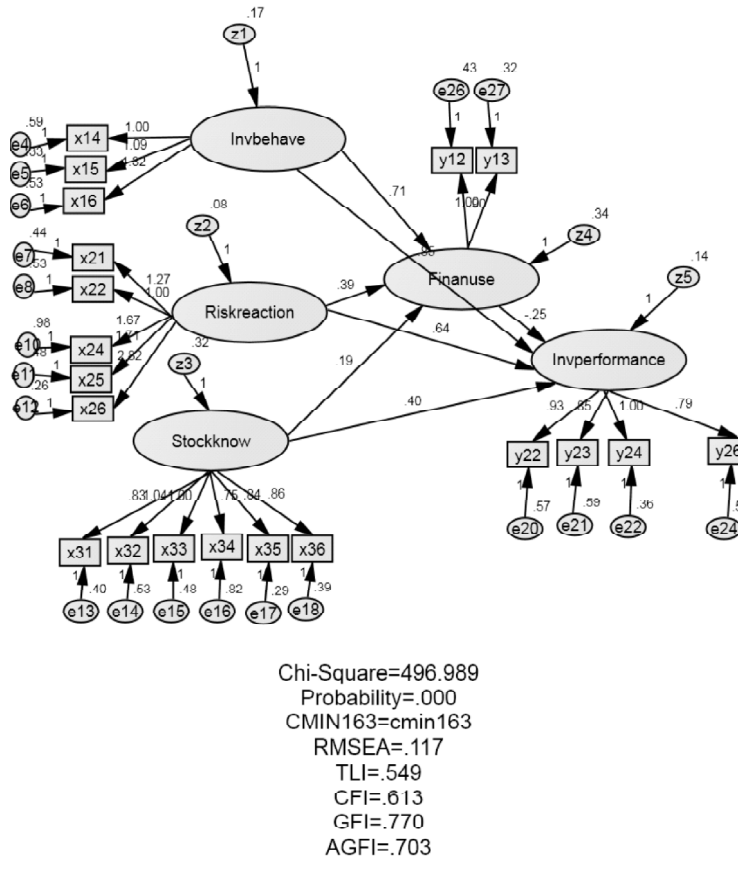 .17
z1
1
Invbehave
.59
e4
1
x14
1.00
e5
1
x15
1.09
.53
e6
1
x16
.43
.32
e26
e27
1
1
y12
y13
.71
z2
.08
1
z4
.34
1
Finanuse
z5
.14
1
.44
e7
1
x21
1.27
.53
e8
1
x22
1.00
Riskreaction
.39
.64
-.25
.98
e10
1
x24
1.67
e11
1
x25
.26
e12
1
x26
z3
.32
1
Stockknow
.19
.40
Invperformance
.93
.85
1.00
.79
y22
y23
y24
y26
1
1
1
1
.57
.59
.36
e20
e21
e22
e24
.83
1.04
1.00
.75
.84
.86
x31
x32
x33
x34
x35
x36
1
1
1
1
1
1
.40
.53
.48
.82
.29
.39
e13
e14
e15
e16
e17
e18
Chi-Square=496.989
Probability=.000
CMIN163=cmin163
RMSEA=.117
TLI=.549
CFI=.613
GFI=.770
AGFI=.703